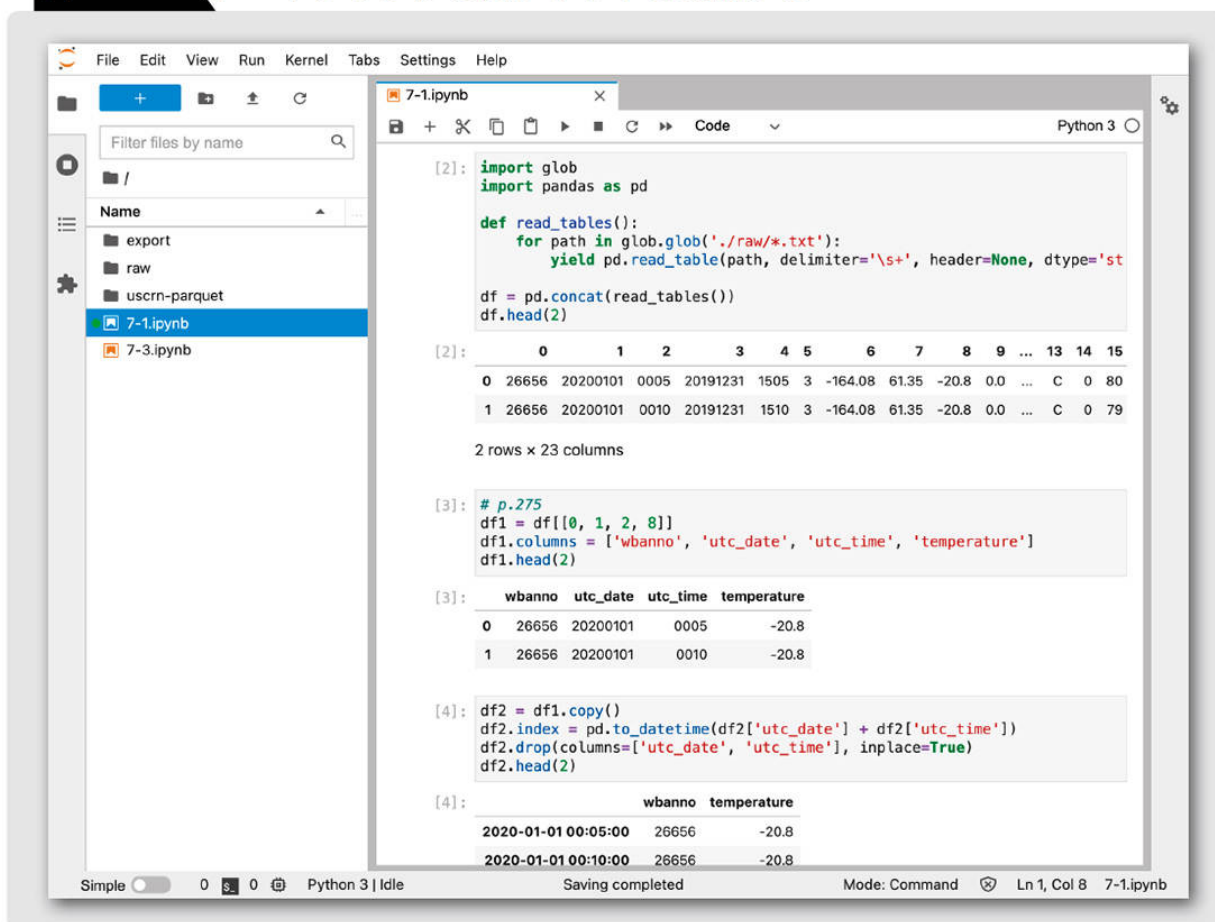 File Edit View Run Kernel Tabs Settings Help
+
Filter files by name
/
Name
...
export
raw
uscrn-parquet
7-1.ipynb
7-3.ipynb
7-1.ipynb ×
Code
Python 3
[2]: import glob
import pandas as pd
def read_tables():
for path in glob.glob('./raw/*.txt'):
yield pd.read_table(path, delimiter='\s+', header=None, dtype='st
df = pd.concat(read_tables())
df.head(2)
[2]: 0 1 2 3 4 5 6 7 8 9 ... 13 14 15
0 26656 20200101 0005 20191231 1505 3 -164.08 61.35 -20.8 0.0 ... C 0 80
1 26656 20200101 0010 20191231 1510 3 -164.08 61.35 -20.8 0.0 ... C 0 79
2 rows × 23 columns
[3]: # p.275
df1 = df[[0, 1, 2, 8]]
df1.columns = ['wbanno', 'utc_date', 'utc_time', 'temperature']
df1.head(2)
[3]: wbanno utc_date utc_time temperature
0 26656 20200101 0005 -20.8
1 26656 20200101 0010 -20.8
[4]: df2 = df1.copy()
df2.index = pd.to_datetime(df2['utc_date'] + df2['utc_time'])
df2.drop(columns=['utc_date', 'utc_time'], inplace=True)
df2.head(2)
[4]: wbanno temperature
2020-01-01 00:05:00 26656 -20.8
2020-01-01 00:10:00 26656 -20.8
Simple 0 $_ 0 Python 3 | Idle Saving completed Mode: Command Ln 1, Col 8 7-1.ipynb